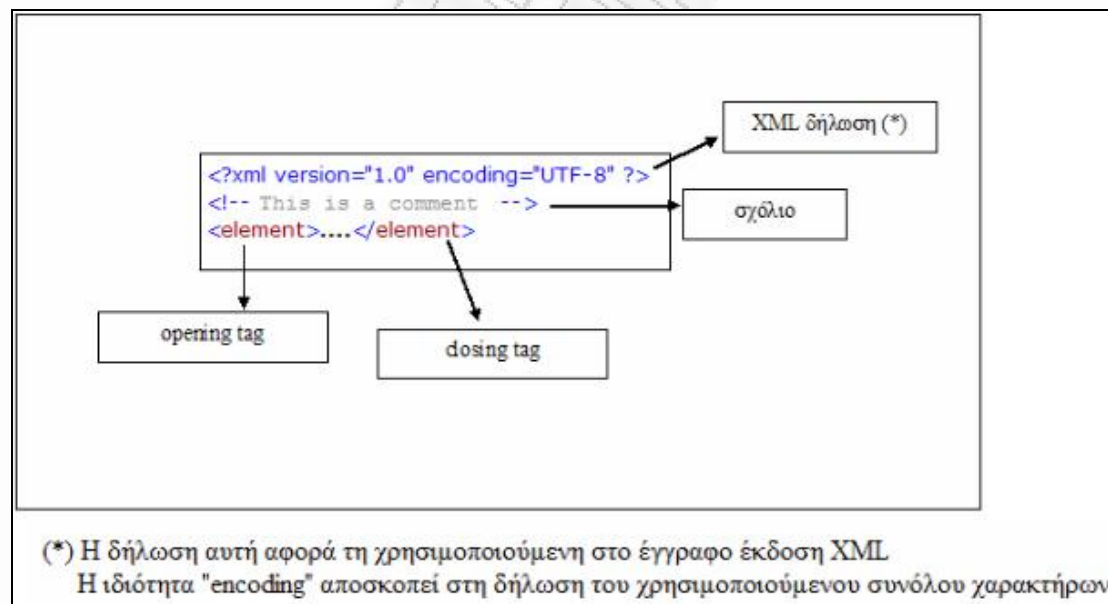 XML δήλωση (*)
<?xml version="1.0" encoding="UTF-8" ?>
<!-- This is a comment -->
σχόλιο
<element>....</element>
opening tag
closing tag
(*) Η δήλωση αυτή αφορά τη χρησιμοποιούμενη στο έγγραφο έκδοση XML
Η ιδιότητα "encoding" αποσκοπεί στη δήλωση του χρησιμοποιούμενου συνόλου χαρακτήρων